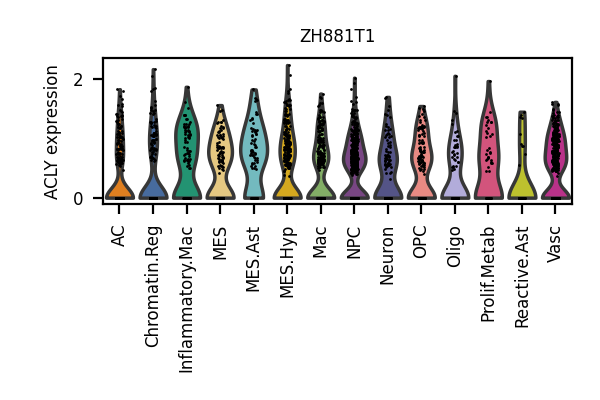 ZH881T1
ACLY expression
2
0
AC
Chromatin.Reg
Inflammatory.Mac
MES
MES.Ast
MES.Hyp
Mac
NPC
Neuron
OPC
Oligo
Prolif.Metab
Reactive.Ast
Vasc